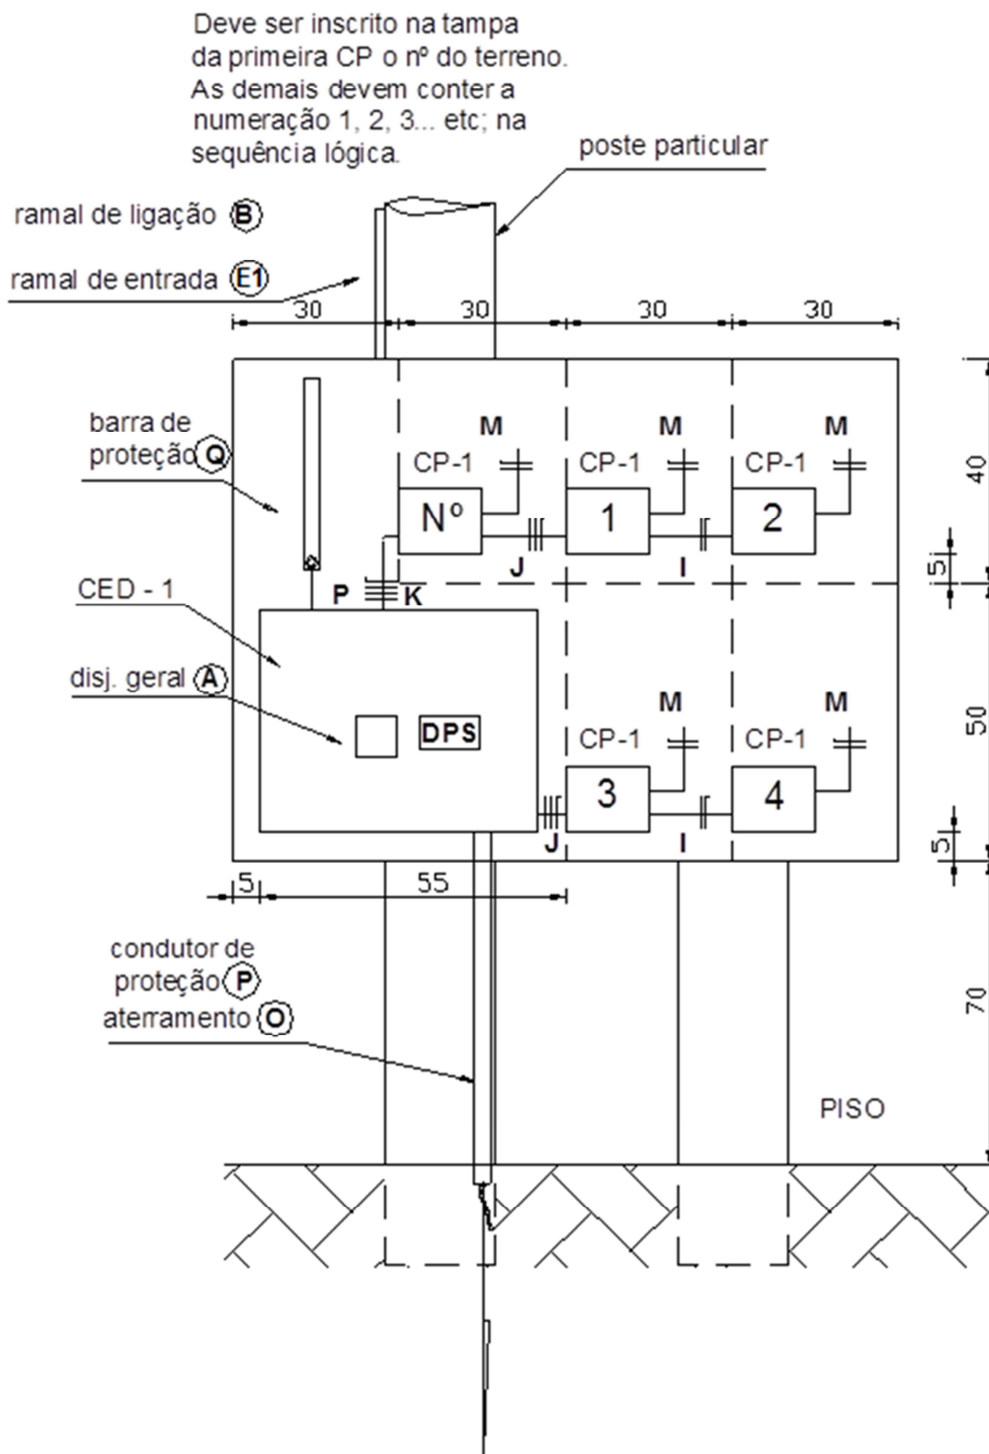 Deve ser inscrito na tampa
da primeira CP o nº do terreno.
As demais devem conter a
numeração 1, 2, 3... etc; na
sequência lógica.
poste particular
ramal de ligação B
ramal de entrada E1
30 30 30 30
barra de
proteção Q
M M M
CP-1 CP-1 CP-1
Nº 1 2
40
J I
5
CED - 1
P K
disj. geral A
DPS
M M
CP-1 CP-1
3 4
50
J I
5
5 55
condutor de
proteção P
aterramento O
70
PISO